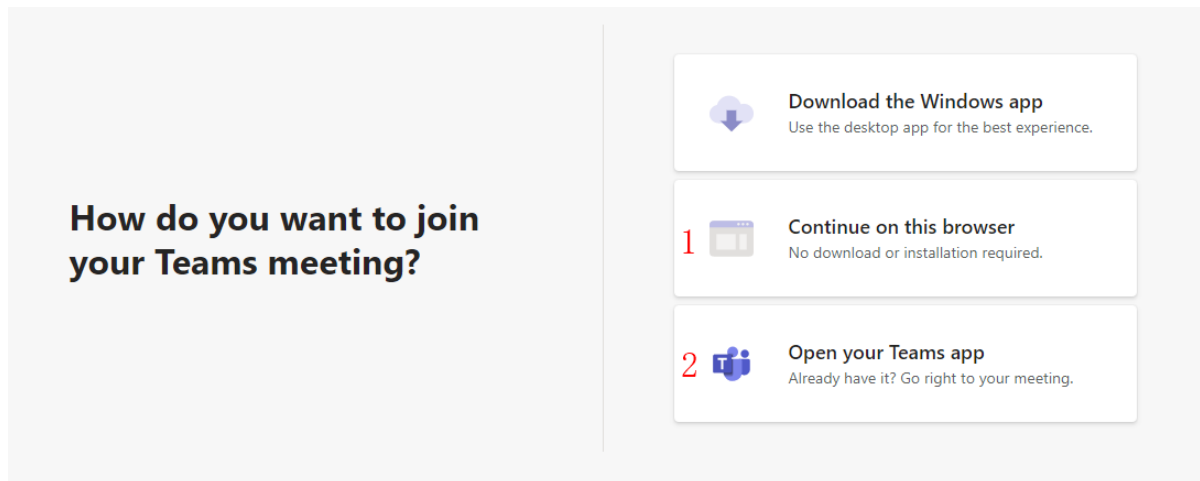 How do you want to join
your Teams meeting?
Download the Windows app
Use the desktop app for the best experience.
1
Continue on this browser
No download or installation required.
2
T
Open your Teams app
Already have it? Go right to your meeting.